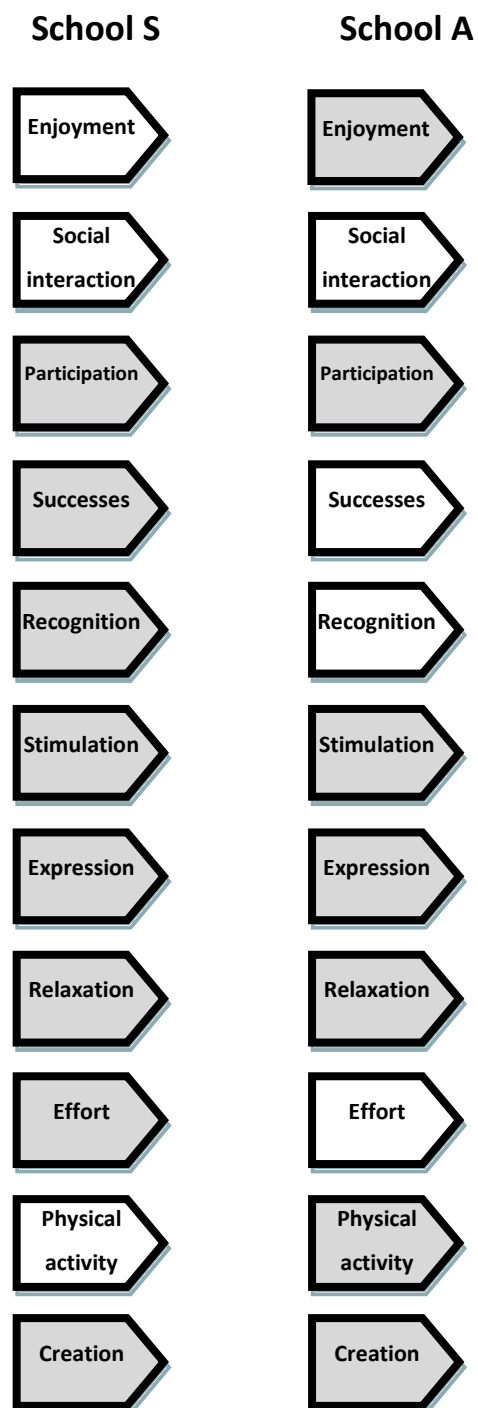 School S
School A
Enjoyment
Enjoyment
Social
interaction
Social
interaction
Participation
Participation
Successes
Successes
Recognition
Recognition
Stimulation
Stimulation
Expression
Expression
Relaxation
Relaxation
Effort
Effort
Physical
activity
Physical
activity
Creation
Creation